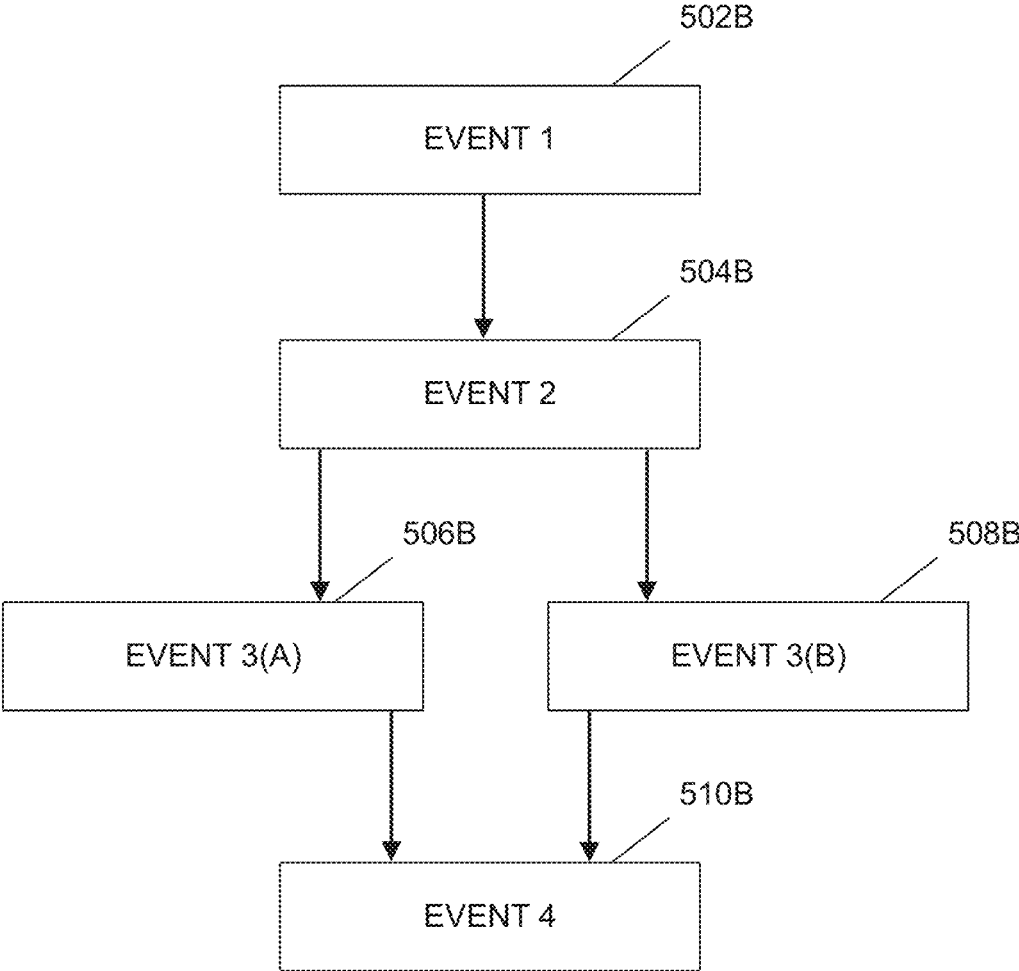 502B
EVENT 1
504B
EVENT 2
506B
508B
EVENT 3(A)
EVENT 3(B)
510B
EVENT 4